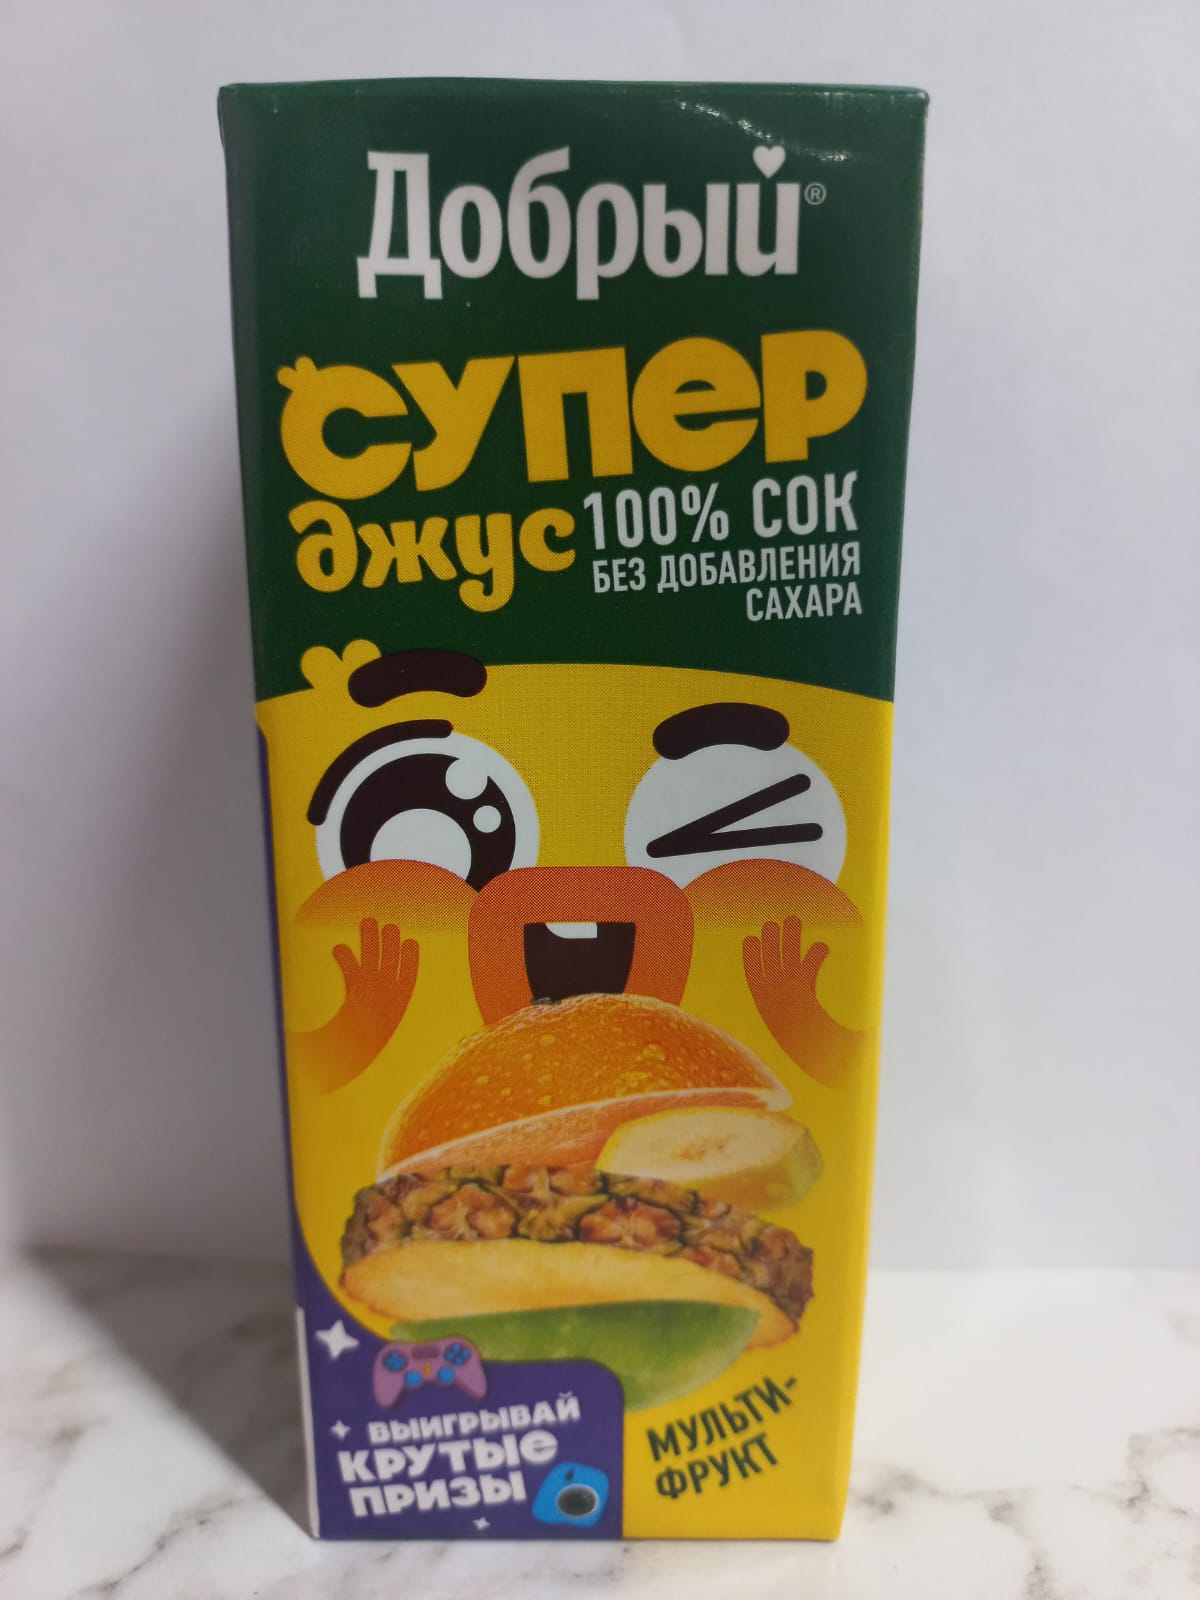 Добрый®
супер
джус
100% СОК
БЕЗ ДОБАВЛЕНИЯ
САХАРА
ВЫИГРЫВАЙ
КРУТЫЕ
ПРИЗЫ
МУЛЬТИ-
ФРУКТ